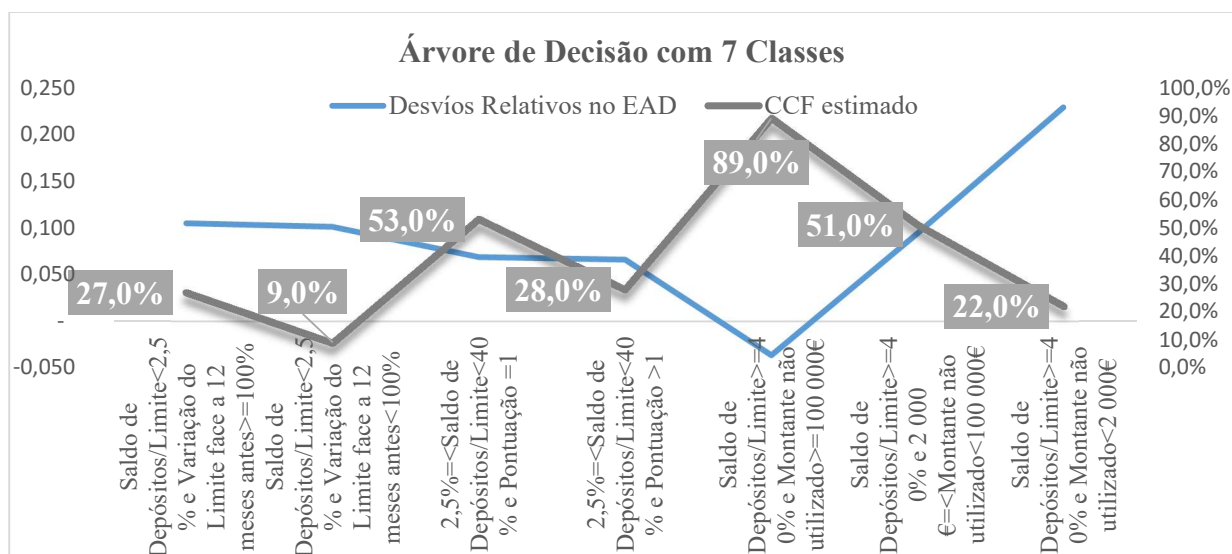 Árvore de Decisão com 7 Classes
Desvíos Relativos no EAD
CCF estimado
0,250
0,200
0,150
0,100
0,050
-
-0,050
100,0%
90,0%
80,0%
70,0%
60,0%
50,0%
40,0%
30,0%
20,0%
10,0%
0,0%
27,0%
9,0%
53,0%
28,0%
89,0%
51,0%
22,0%
Saldo de
Depósitos/Limite<2,5
% e Variação do
Limite face a 12
meses antes>=100%
Saldo de
Depósitos/Limite<2,5
% e Variação do
Limite face a 12
meses antes<100%
2,5%=<Saldo de
Depósitos/Limite<40
% e Pontuação =1
2,5%=<Saldo de
Depósitos/Limite<40
% e Pontuação >1
Saldo de
Depósitos/Limite>=4
0% e Montante não
utilizado>=100 000€
Saldo de
Depósitos/Limite>=4
0% e 2 000
€=<Montante não
utilizado<100 000€
Saldo de
Depósitos/Limite>=4
0% e Montante não
utilizado<2 000€